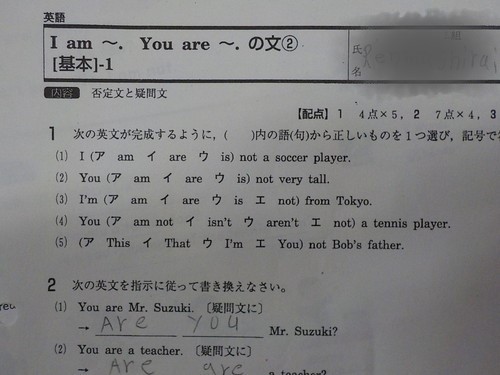 英語
I am ～. You are ～. の文②
[基本]-1
氏名
内容 否定文と疑問文
【配点】 1 4点×5, 2 7点×4, 3
1 次の英文が完成するように，( )内の語(句)から正しいものを1つ選び，記号で
(1) I (ア am イ are ウ is) not a soccer player.
(2) You (ア am イ are ウ is) not very tall.
(3) I'm (ア am イ are ウ is エ not) from Tokyo.
(4) You (ア am not イ isn't ウ aren't エ not) a tennis player.
(5) (ア This イ That ウ I'm エ You) not Bob's father.
2 次の英文を指示に従って書き換えなさい。
(1) You are Mr. Suzuki. 〔疑問文に〕
→ Are you Mr. Suzuki?
(2) You are a teacher. 〔疑問文に〕
→ Are are a teacher?